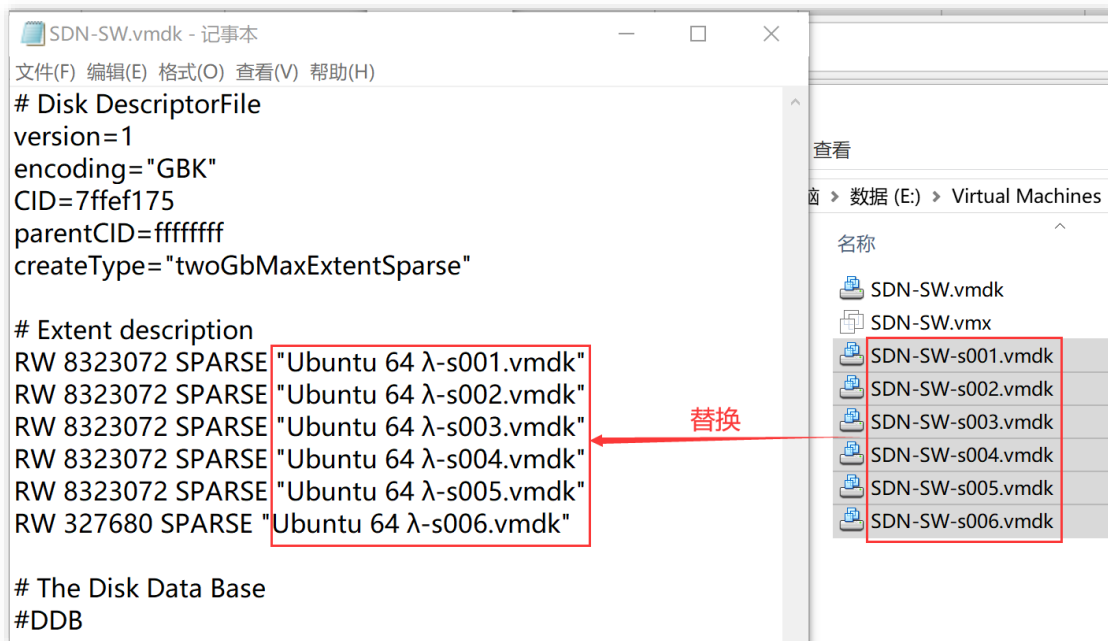 SDN-SW.vmdk - 记事本
文件(F) 编辑(E) 格式(O) 查看(V) 帮助(H)
# Disk DescriptorFile
version=1
encoding="GBK"
CID=7ffef175
parentCID=ffffffff
createType="twoGbMaxExtentSparse"
# Extent description
RW 8323072 SPARSE "Ubuntu 64 λ-s001.vmdk"
RW 8323072 SPARSE "Ubuntu 64 λ-s002.vmdk"
RW 8323072 SPARSE "Ubuntu 64 λ-s003.vmdk"
RW 8323072 SPARSE "Ubuntu 64 λ-s004.vmdk"
RW 8323072 SPARSE "Ubuntu 64 λ-s005.vmdk"
RW 327680 SPARSE "Ubuntu 64 λ-s006.vmdk"
# The Disk Data Base
#DDB
替换
查看
脑 > 数据 (E:) > Virtual Machines
名称
SDN-SW.vmdk
SDN-SW.vmx
SDN-SW-s001.vmdk
SDN-SW-s002.vmdk
SDN-SW-s003.vmdk
SDN-SW-s004.vmdk
SDN-SW-s005.vmdk
SDN-SW-s006.vmdk